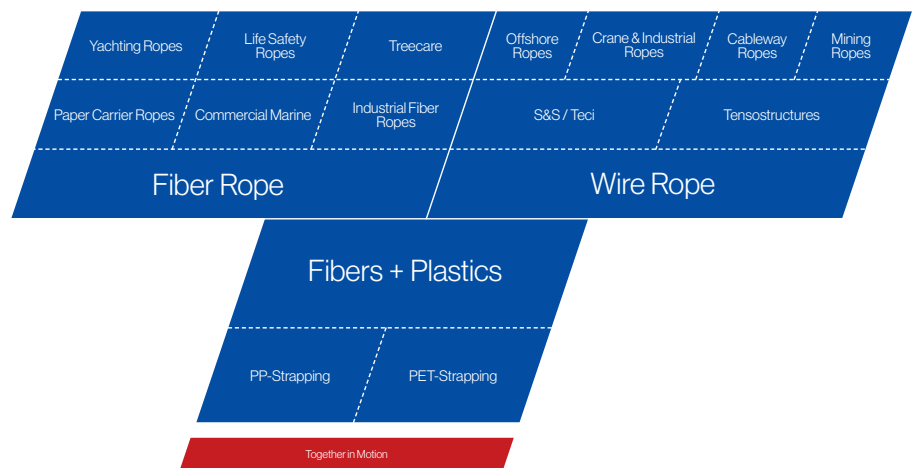 Yachting Ropes
Life Safety
Ropes
Treecare
Offshore
Ropes
Crane & Industrial
Ropes
Cableway
Ropes
Mining
Ropes
Paper Carrier Ropes
Commercial Marine
Industrial Fiber
Ropes
S&S / Teci
Tensostructures
Fiber Rope
Wire Rope
Fibers + Plastics
PP-Strapping
PET-Strapping
Together in Motion